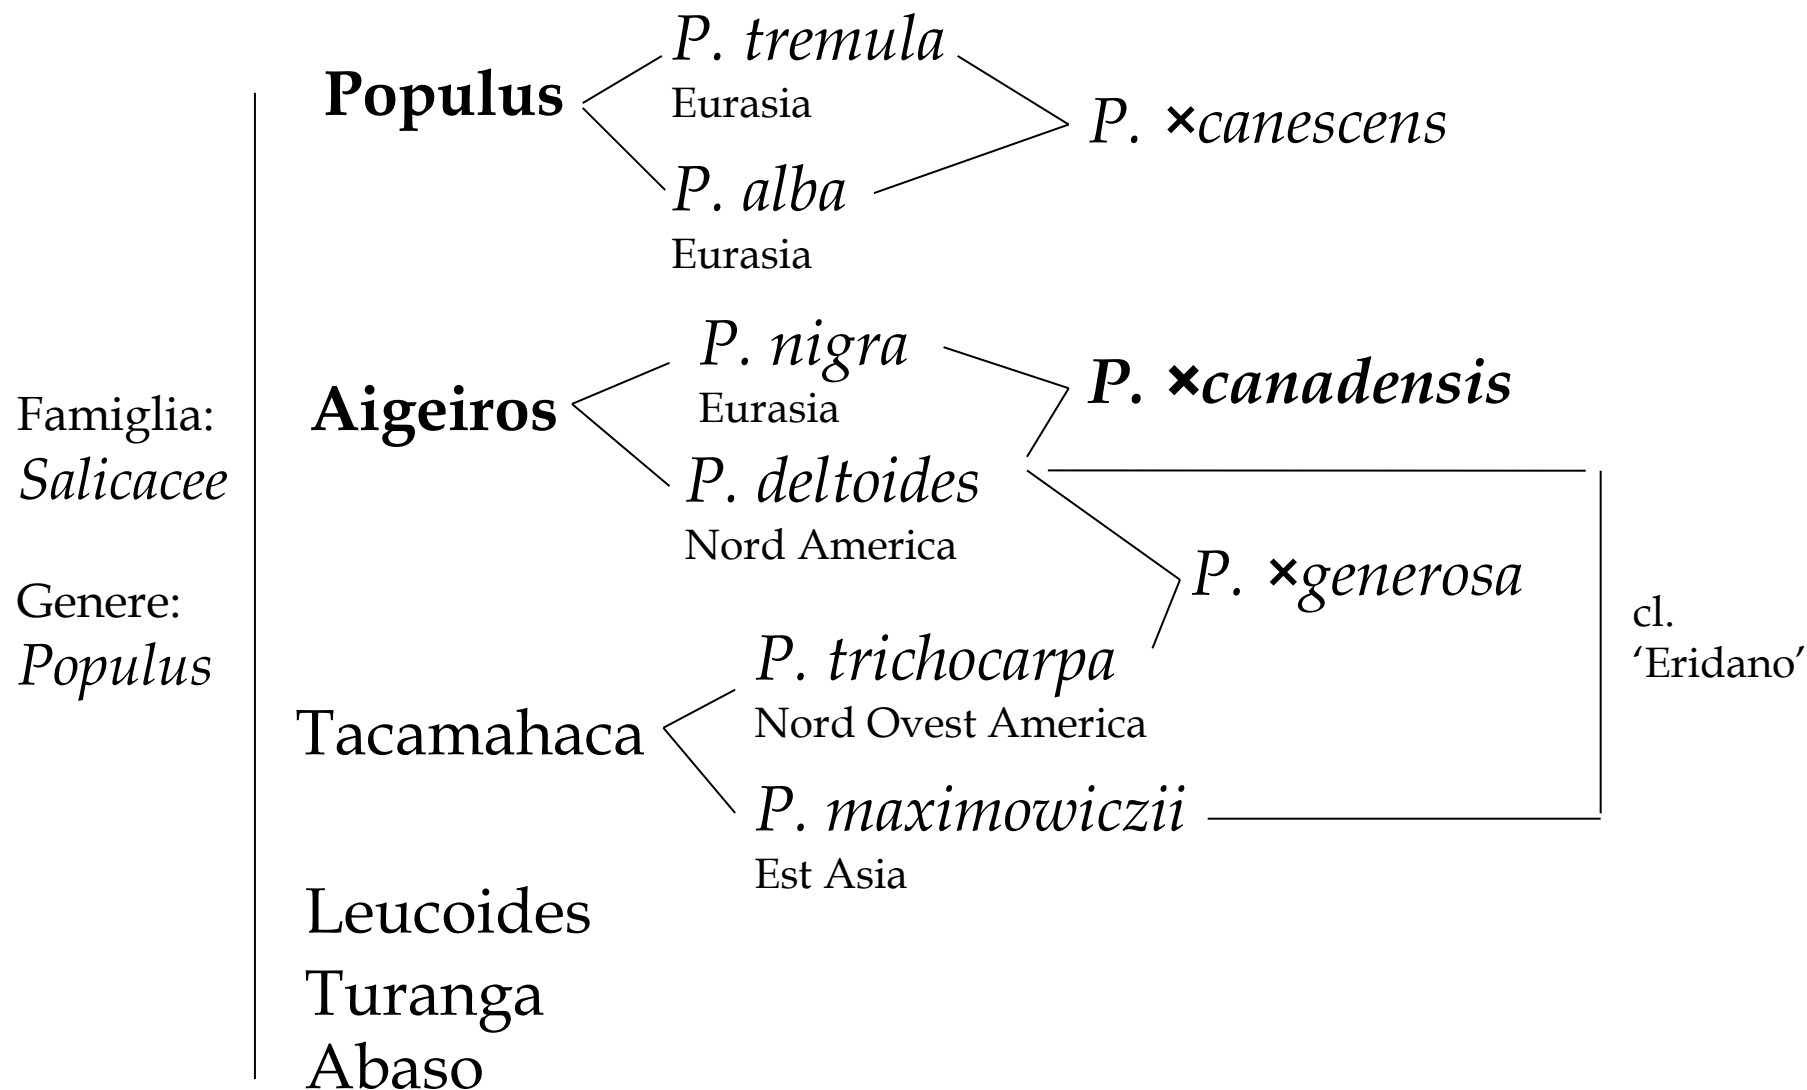 Famiglia:
Salicacee
Genere:
Populus
Populus
P. tremula
Eurasia
P. alba
Eurasia
P. ×canescens
Aigeiros
P. nigra
Eurasia
P. deltoides
Nord America
P. ×canadensis
P. ×generosa
Tacamahaca
P. trichocarpa
Nord Ovest America
P. maximowiczii
Est Asia
cl.
‘Eridano’
Leucoides
Turanga
Abaso